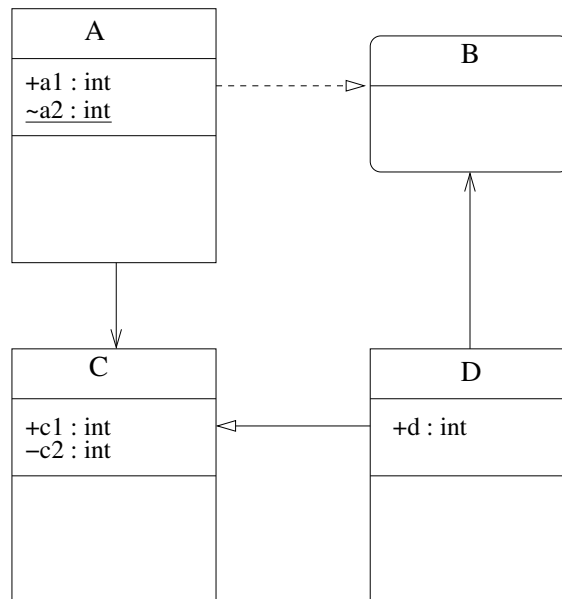 A
+a1 : int
~a2 : int
B
C
+c1 : int
−c2 : int
D
+d : int